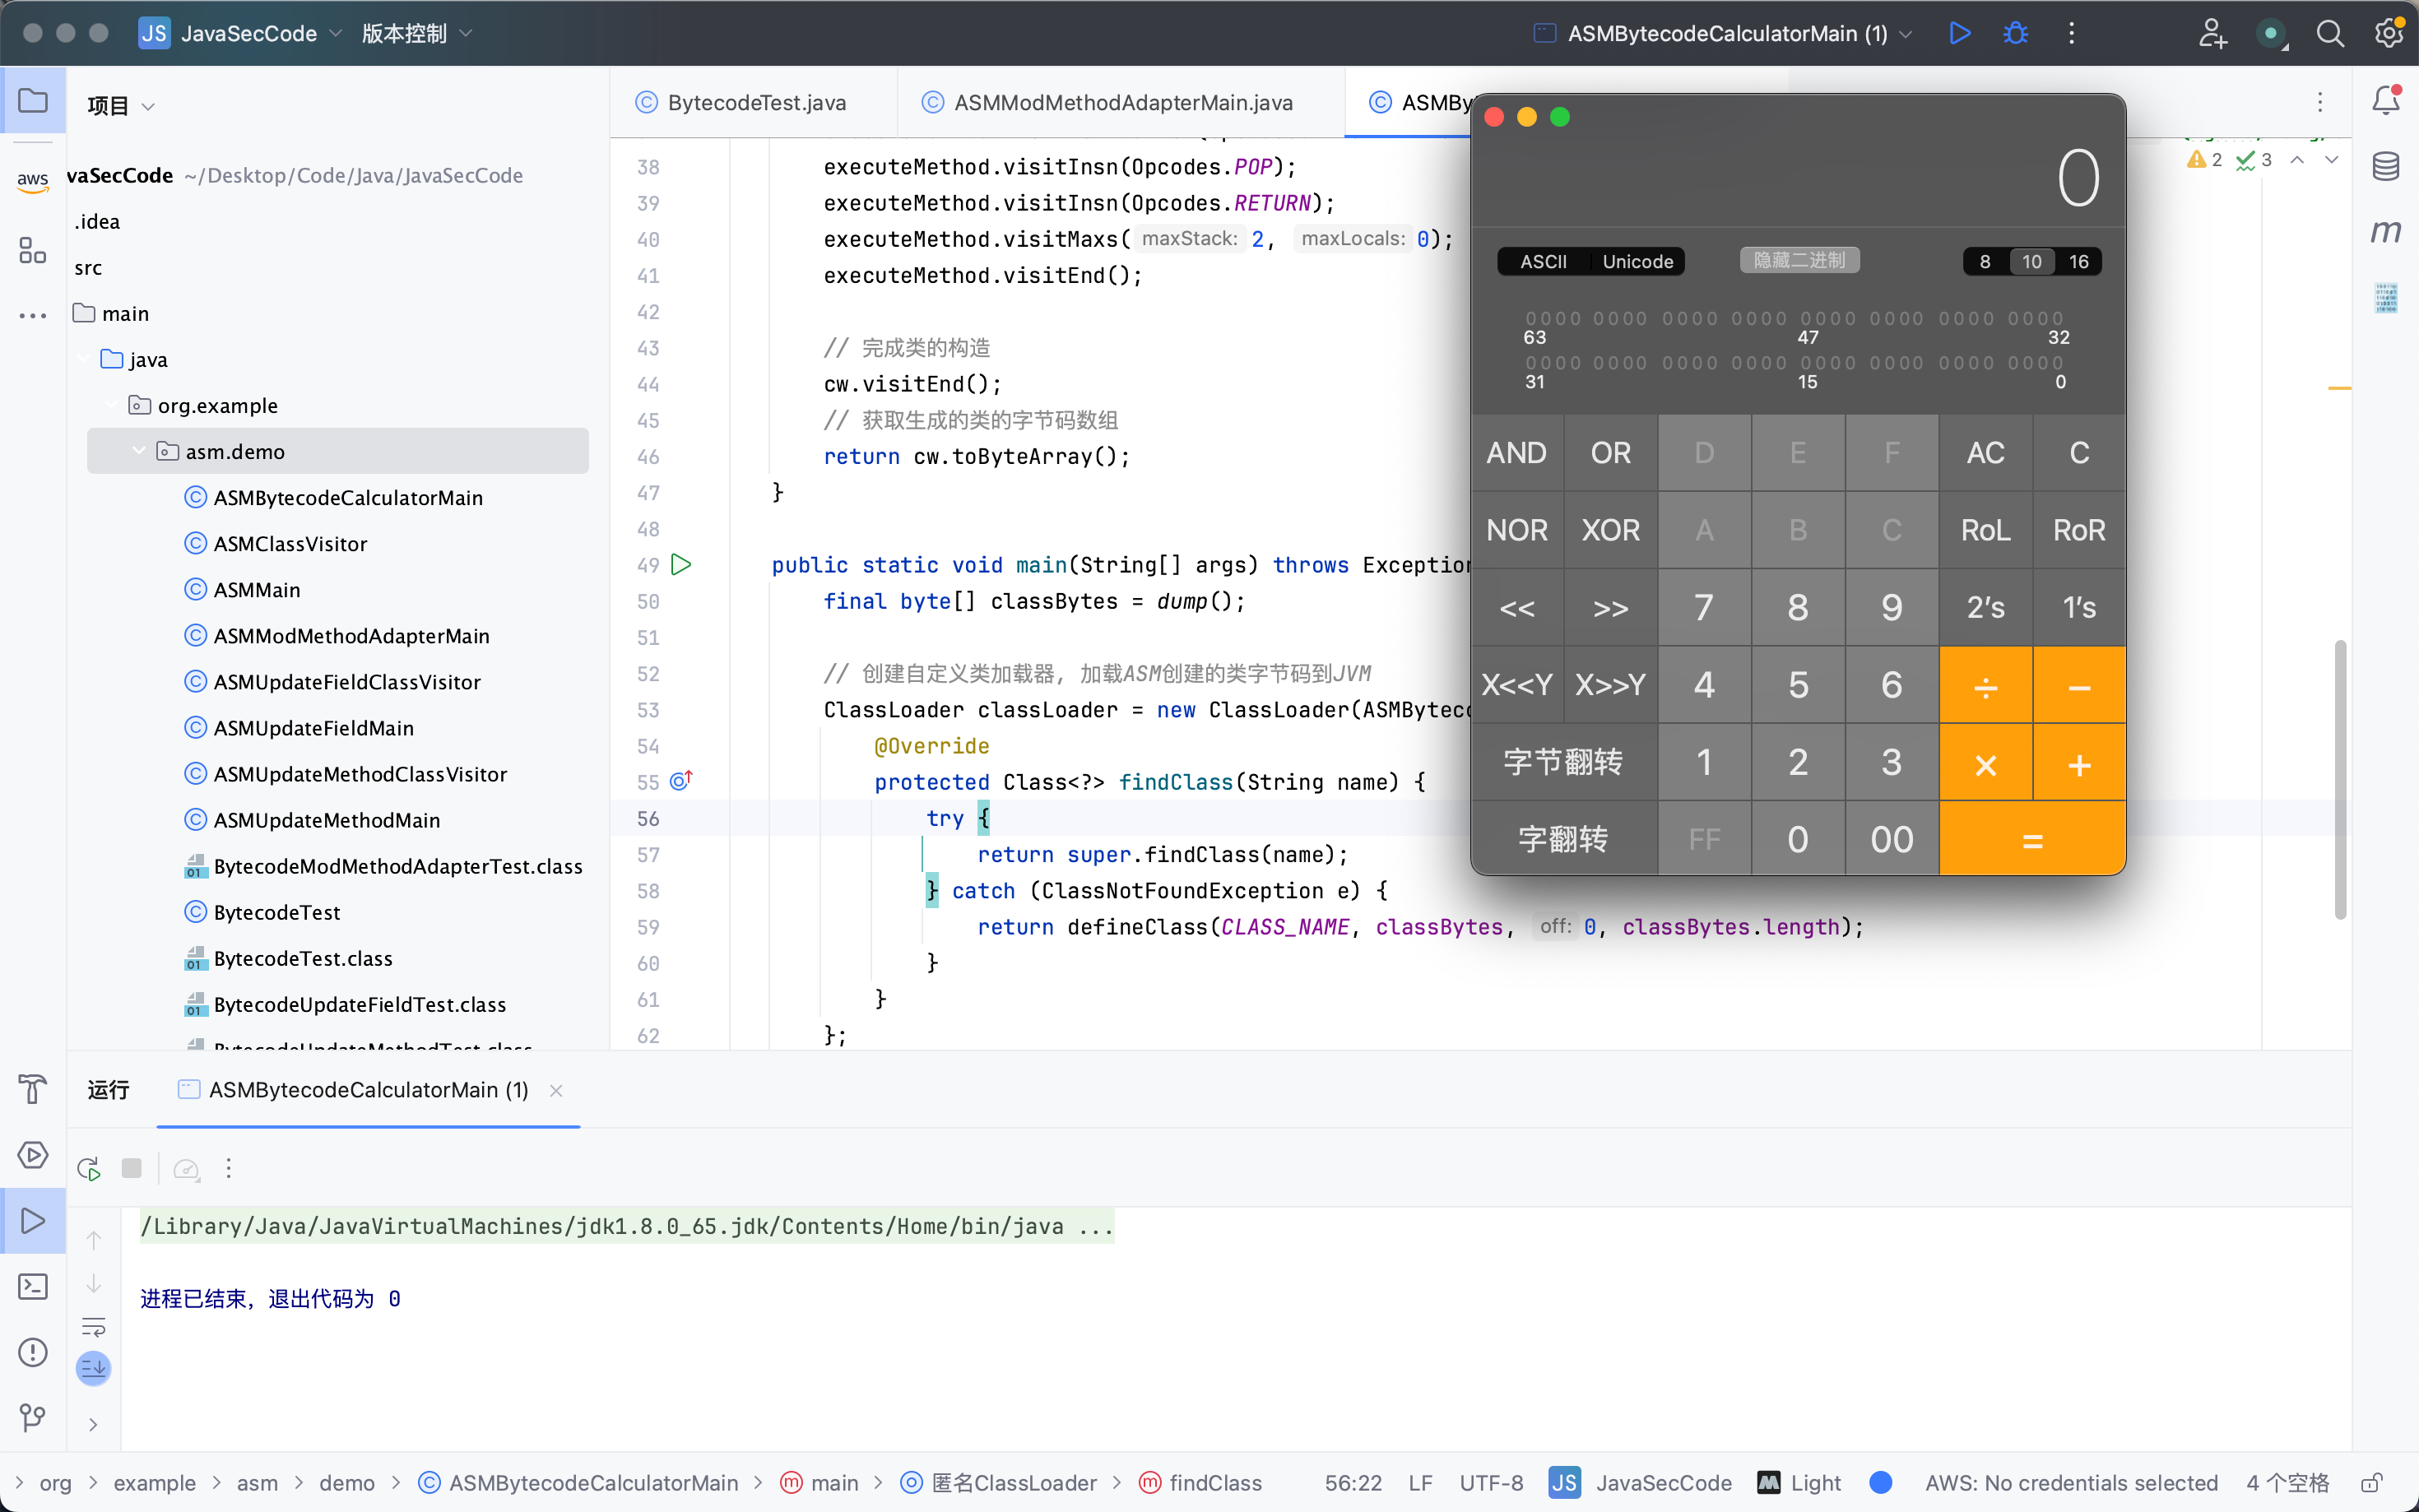 JS JavaSecCode 版本控制 ASMBytecodeCalculatorMain (1)
项目
BytecodeTest.java ASMModMethodAdapterMain.java ASMBy
aws
vaSecCode ~/Desktop/Code/Java/JavaSecCode
.idea
src
main
java
org.example
asm.demo
ASMBytecodeCalculatorMain
ASMClassVisitor
ASMMain
ASMModMethodAdapterMain
ASMUpdateFieldClassVisitor
ASMUpdateFieldMain
ASMUpdateMethodClassVisitor
ASMUpdateMethodMain
BytecodeModMethodAdapterTest.class
BytecodeTest
BytecodeTest.class
BytecodeUpdateFieldTest.class
BytecodeUpdateMethodTest.class
2 3
38 executeMethod.visitInsn(Opcodes.POP);
39 executeMethod.visitInsn(Opcodes.RETURN);
40 executeMethod.visitMaxs( maxStack: 2, maxLocals: 0);
41 executeMethod.visitEnd();
42
43 // 完成类的构造
44 cw.visitEnd();
45 // 获取生成的类的字节码数组
46 return cw.toByteArray();
47 }
48
49 public static void main(String[] args) throws Exception
50 final byte[] classBytes = dump();
51
52 // 创建自定义类加载器, 加载ASM创建的类字节码到JVM
53 ClassLoader classLoader = new ClassLoader(ASMBytec
54 @Override
55 protected Class<?> findClass(String name) {
56 try {
57 return super.findClass(name);
58 } catch (ClassNotFoundException e) {
59 return defineClass(CLASS_NAME, classBytes, off: 0, classBytes.length);
60 }
61 }
62 };
0
ASCII Unicode 隐藏二进制 8 10 16
0000 0000 0000 0000 0000 0000 0000 0000
63 47 32
0000 0000 0000 0000 0000 0000 0000 0000
31 15 0
AND OR D E F AC C
NOR XOR A B C RoL RoR
<< >> 7 8 9 2's 1's
X<<Y X>>Y 4 5 6 ÷ −
字节翻转 1 2 3 × +
字翻转 FF 0 00 =
m
运行 ASMBytecodeCalculatorMain (1)
/Library/Java/JavaVirtualMachines/jdk1.8.0_65.jdk/Contents/Home/bin/java ...
进程已结束，退出代码为 0
org > example > asm > demo > ASMBytecodeCalculatorMain > main > 匿名ClassLoader > findClass 56:22 LF UTF-8 JS JavaSecCode Light AWS: No credentials selected 4 个空格